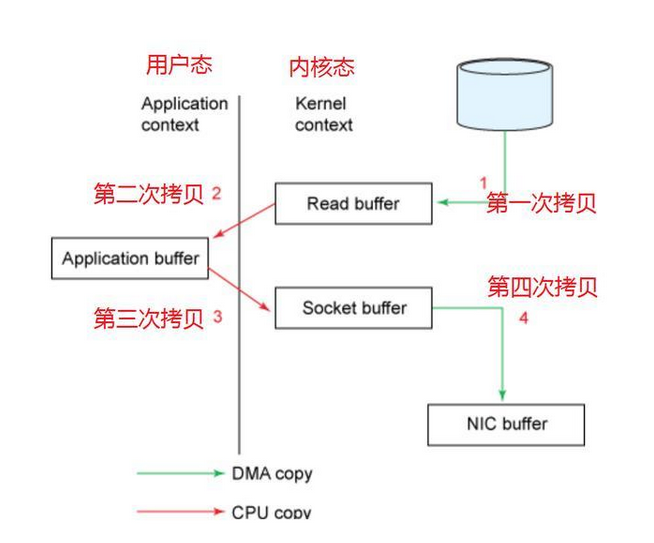 用户态
内核态
Application
context
Kernel
context
1
第一次拷贝
第二次拷贝 2
Read buffer
Application buffer
第三次拷贝 3
Socket buffer
第四次拷贝
4
NIC buffer
DMA copy
CPU copy